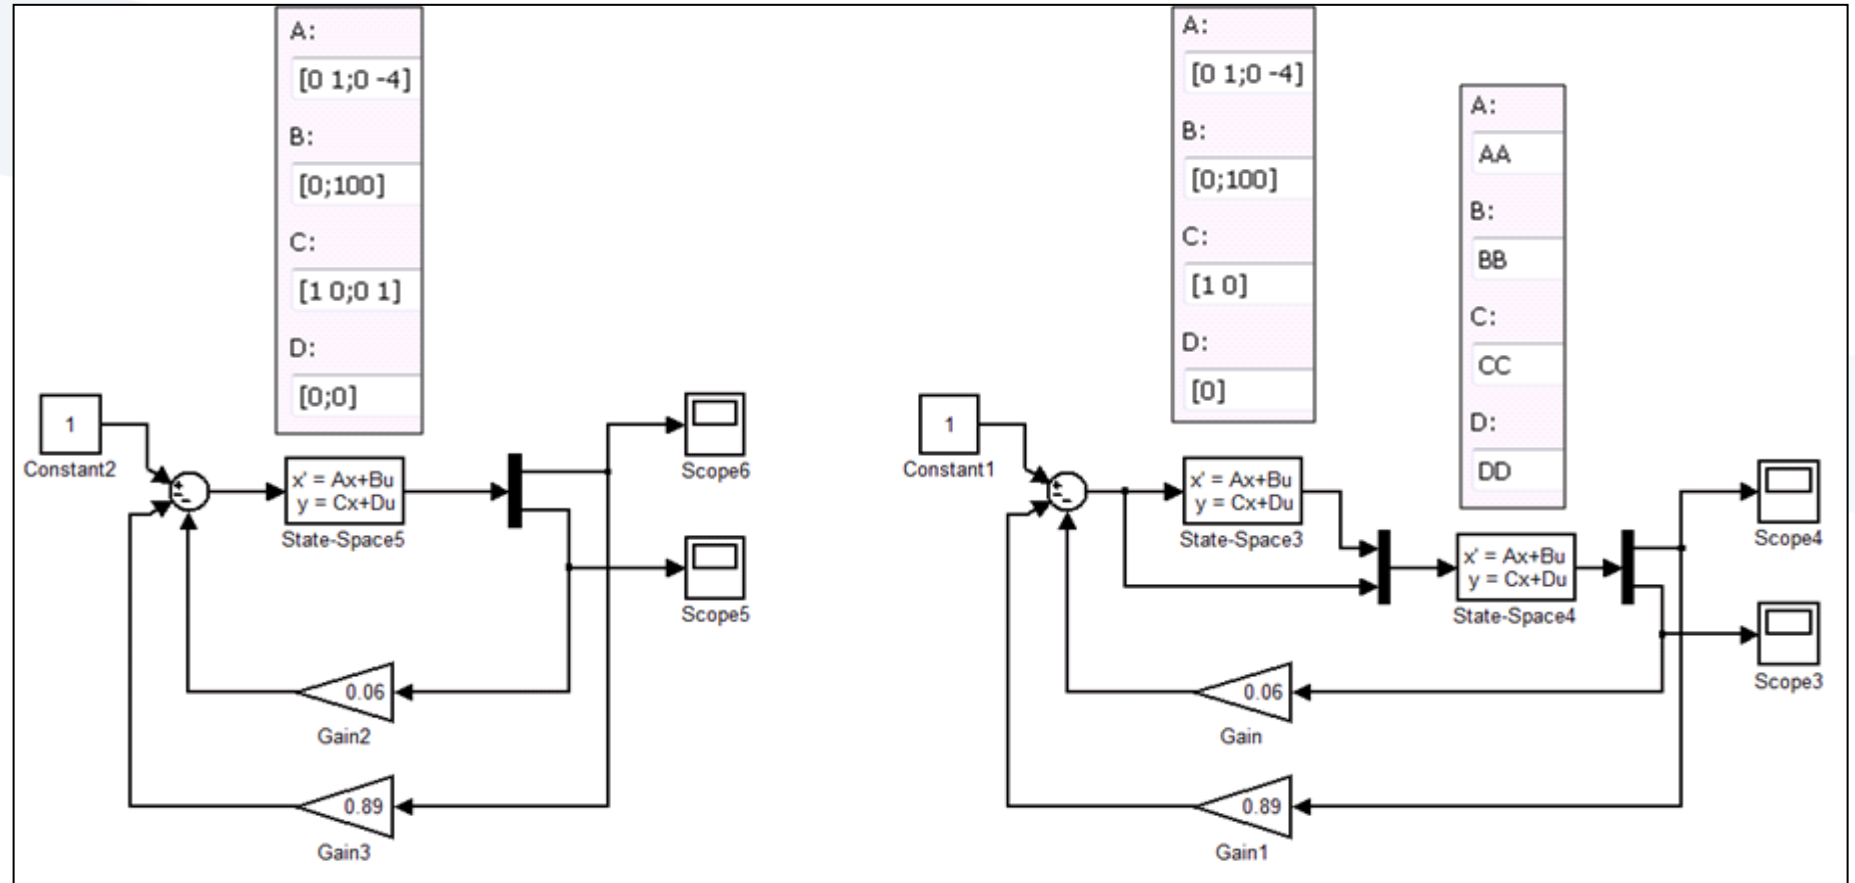 A:
[0 1;0 -4]
B:
[0;100]
C:
[1 0;0 1]
D:
[0;0]
1
Constant2
+
-
-
x' = Ax+Bu
y = Cx+Du
State-Space5
Scope6
Scope5
0.06
Gain2
0.89
Gain3
A:
[0 1;0 -4]
B:
[0;100]
C:
[1 0]
D:
[0]
A:
AA
B:
BB
C:
CC
D:
DD
1
Constant1
+
-
-
x' = Ax+Bu
y = Cx+Du
State-Space3
x' = Ax+Bu
y = Cx+Du
State-Space4
Scope4
Scope3
0.06
Gain
0.89
Gain1